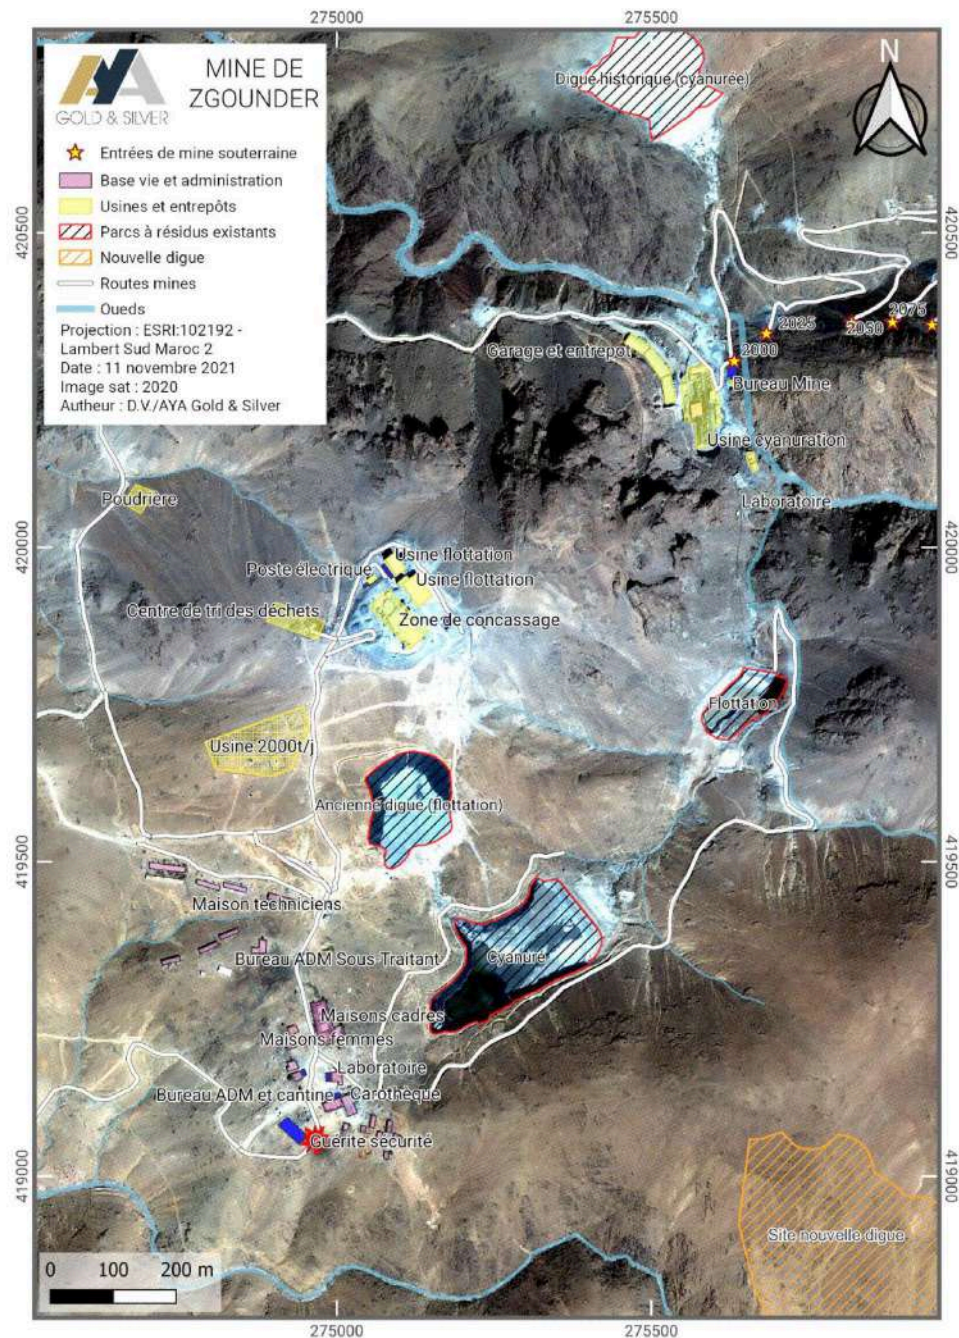 275000
275500
AYA
GOLD & SILVER
MINE DE
ZGOUNDER
Entrées de mine souterraine
Base vie et administration
Usines et entrepôts
Parcs à résidus existants
Nouvelle digue
Routes mines
Oueds
Projection : ESRI:102192 -
Lambert Sud Maroc 2
Date : 11 novembre 2021
Image sat : 2020
Autheur : D.V./AYA Gold & Silver
N
Digue historique (cyanurée)
420500
420500
2075
2025
2050
2000
Garage et entrepot
Bureau Mine
Usine cyanuration
Poudrière
Laboratoire
420000
420000
Usine flottation
Poste électrique
Usine flottation
Centre de tri des déchets
Zone de concassage
Flottation
Usine 2000t/j
Ancienne digue (flottation)
419500
419500
Maison techniciens
Bureau ADM Sous-Traitant
Cyanure
Maisons cadres
Maisons femmes
Laboratoire
Bureau ADM et cantine
Carothèque
Guérite sécurité
419000
419000
Site nouvelle digue
0 100 200 m
275000
275500